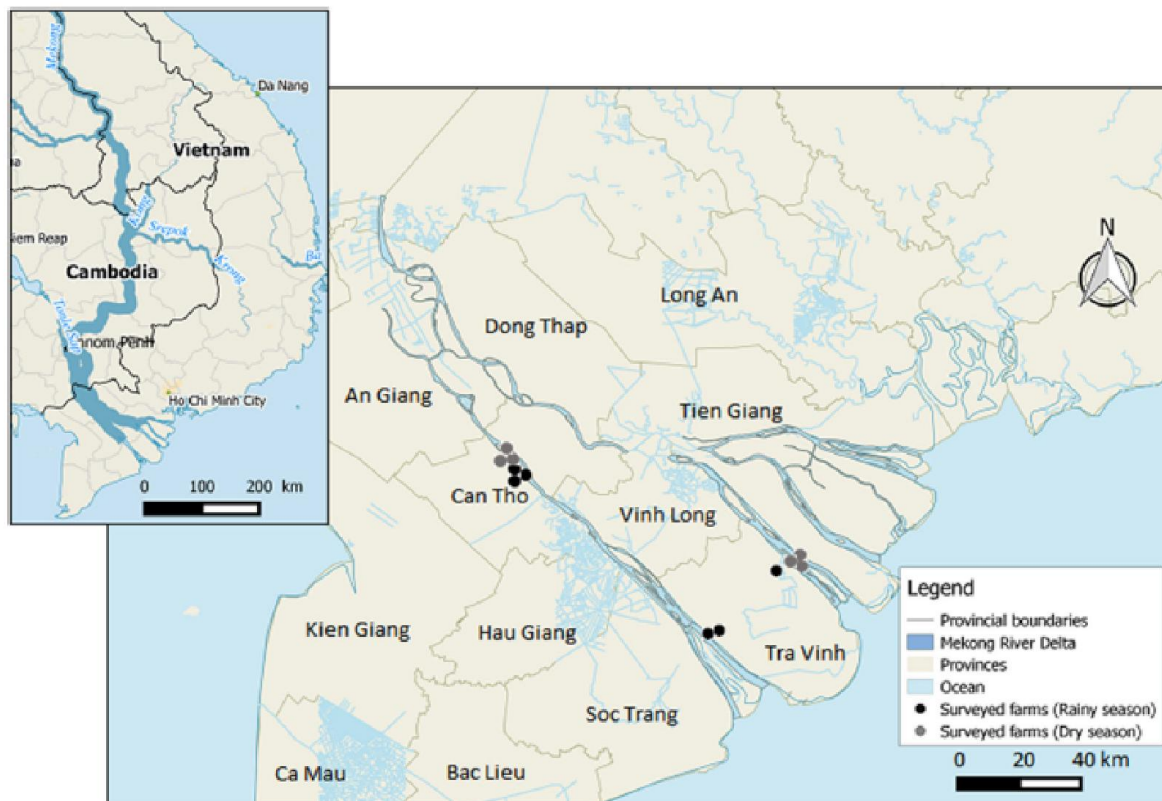 Mekong
Da Nang
Vietnam
Kong
Seepok
Krong
Siem Reap
Cambodia
Tonle Sap
Phnom Penh
Ho Chi Minh City
0 100 200 km
N
Long An
Dong Thap
An Giang
Tien Giang
Can Tho
Vinh Long
Kien Giang
Hau Giang
Tra Vinh
Soc Trang
Ca Mau
Bac Lieu
Legend
Provincial boundaries
Mekong River Delta
Provinces
Ocean
Surveyed farms (Rainy season)
Surveyed farms (Dry season)
0 20 40 km